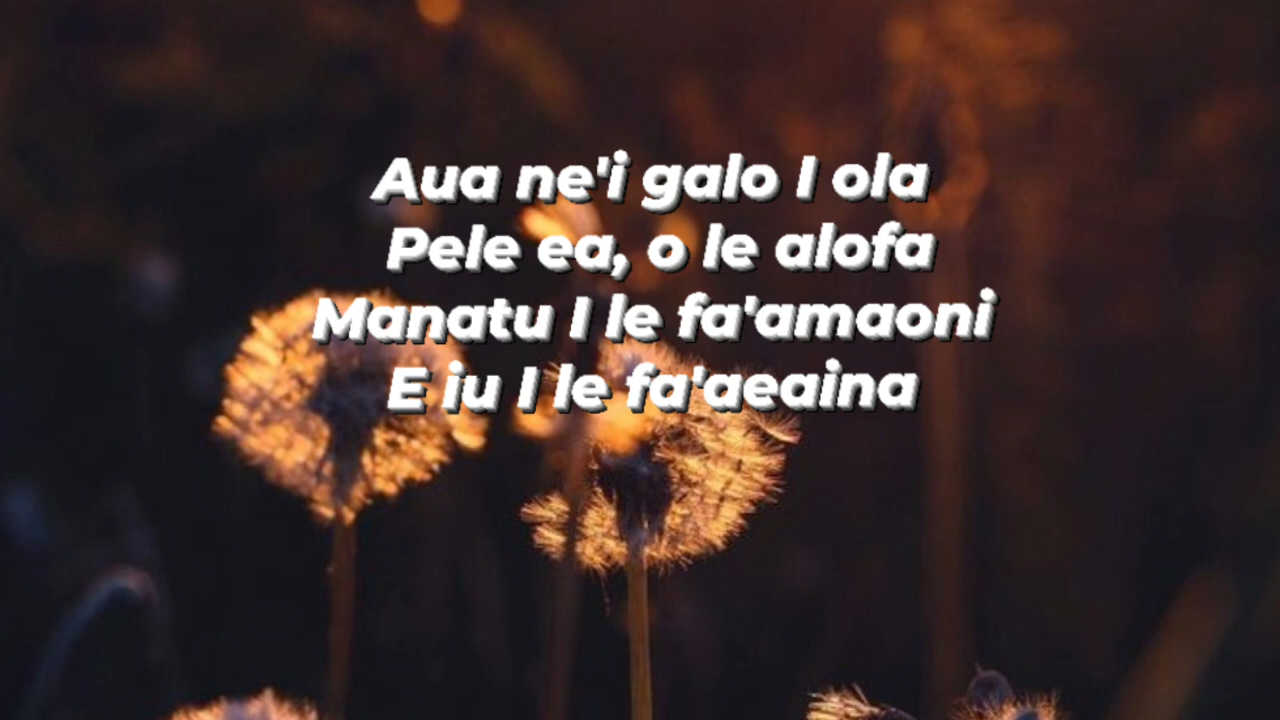 Aua ne'i galo I ola
Pele ea, o le alofa
Manatu I le fa'amaoni
E iu I le fa'aeaina